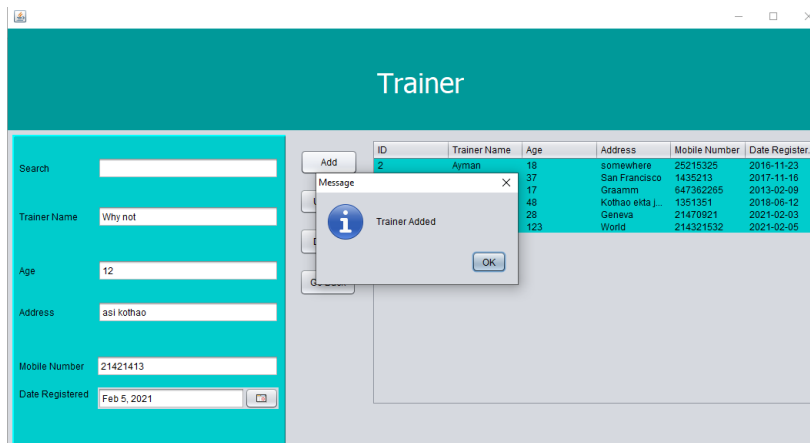 Trainer
Search
Trainer Name Why not
Age 12
Address asi kothao
Mobile Number 21421413
Date Registered Feb 5, 2021
Add
Message
Trainer Added
OK
ID Trainer Name Age Address Mobile Number Date Register...
2 Ayman 18 somewhere 25215325 2016-11-23
37 San Francisco 1435213 2017-11-16
17 Graamm 647362265 2013-02-09
48 Kothao ekta j... 1351351 2018-06-12
28 Geneva 21470921 2021-02-03
123 World 214321532 2021-02-05